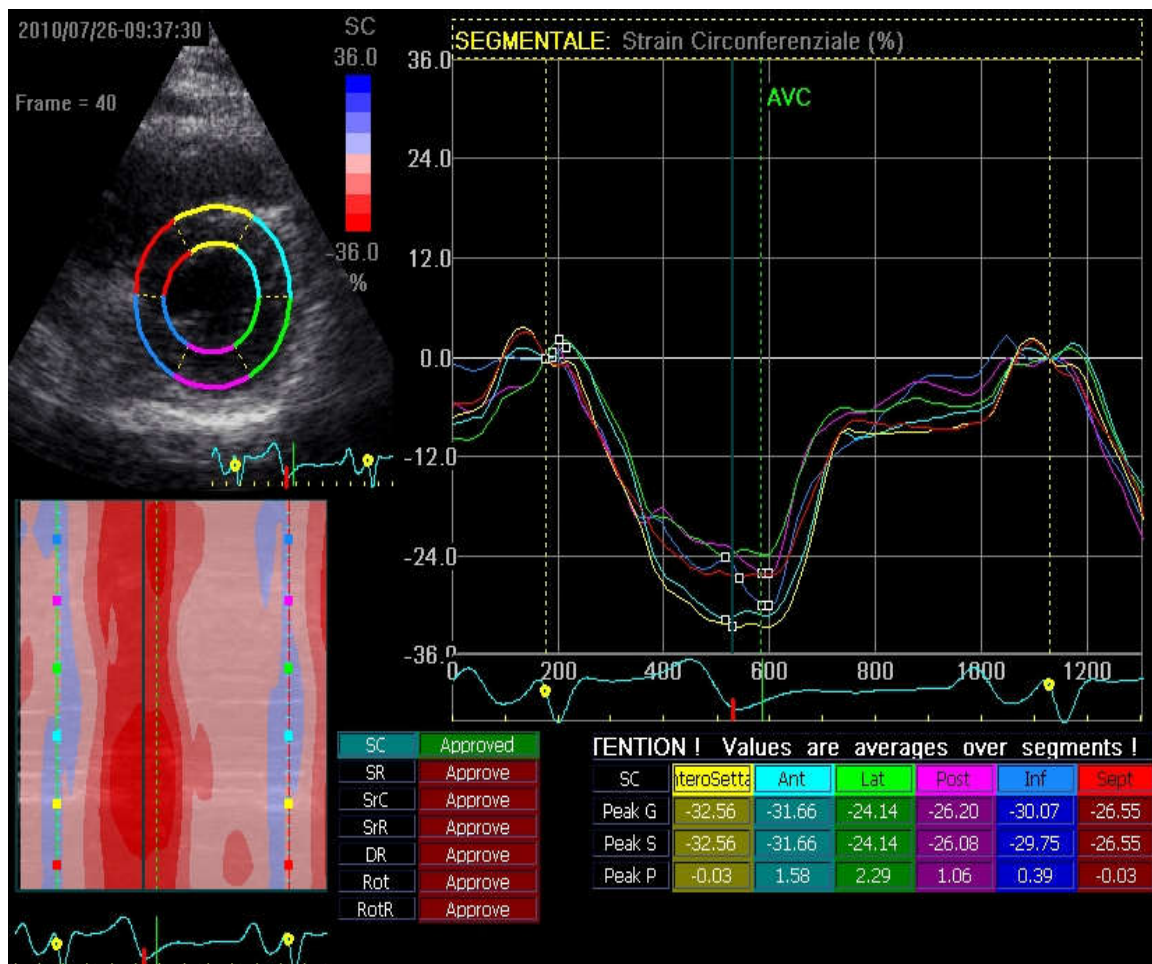 2010/07/26-09:37:30
SC
36.0
Frame = 40
-36.0
%
SEGMENTALE: Strain Circonferenziale (%)
36.0
AVC
24.0
12.0
0.0
-12.0
-24.0
-36.0
0 200 400 600 800 1000 1200
SC Approved
SR Approve
SrC Approve
SrR Approve
DR Approve
Rot Approve
RotR Approve
TENTION ! Values are averages over segments !
SC nteroSetta Ant Lat Post Inf Sept
Peak G -32.56 -31.66 -24.14 -26.20 -30.07 -26.55
Peak S -32.56 -31.66 -24.14 -26.08 -29.75 -26.55
Peak P -0.03 1.58 2.29 1.06 0.39 -0.03